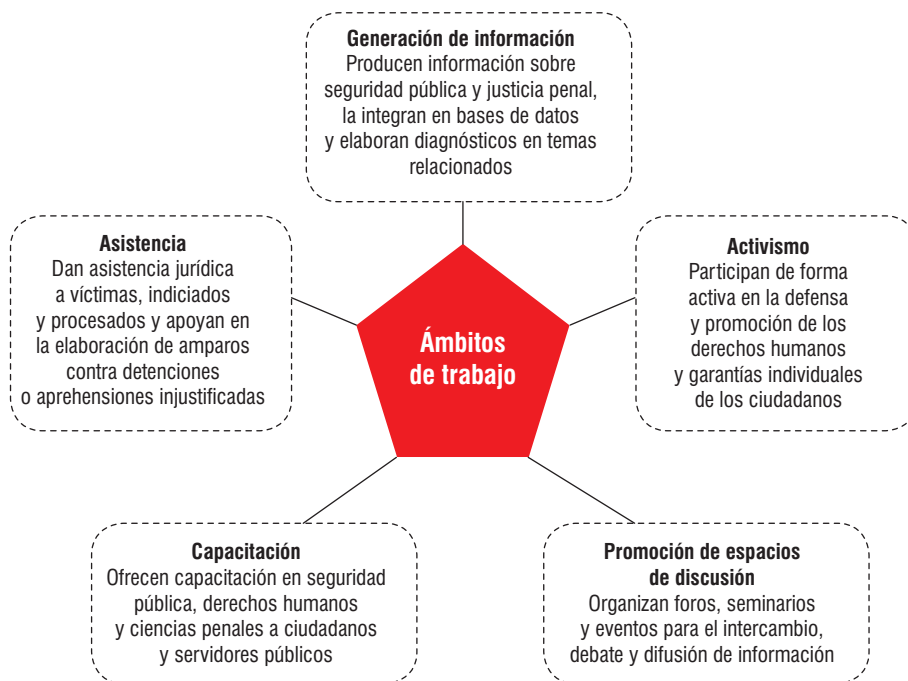 Generación de información
Producen información sobre
seguridad pública y justicia penal,
la integran en bases de datos
y elaboran diagnósticos en temas
relacionados
Asistencia
Dan asistencia jurídica
a víctimas, indiciados
y procesados y apoyan en
la elaboración de amparos
contra detenciones
o aprehensiones injustificadas
Activismo
Participan de forma
activa en la defensa
y promoción de los
derechos humanos
y garantías individuales
de los ciudadanos
Ámbitos
de trabajo
Capacitación
Ofrecen capacitación en seguridad
pública, derechos humanos
y ciencias penales a ciudadanos
y servidores públicos
Promoción de espacios
de discusión
Organizan foros, seminarios
y eventos para el intercambio,
debate y difusión de información